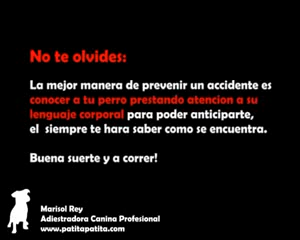 No te olvides:
La mejor manera de prevenir un accidente es
conocer a tu perro prestando atencion a su
lenguaje corporal para poder anticiparte,
el  siempre te hara saber como se encuentra.
Buena suerte y a correr!
Marisol Rey
Adiestradora Canina Profesional
www.patitapatita.com